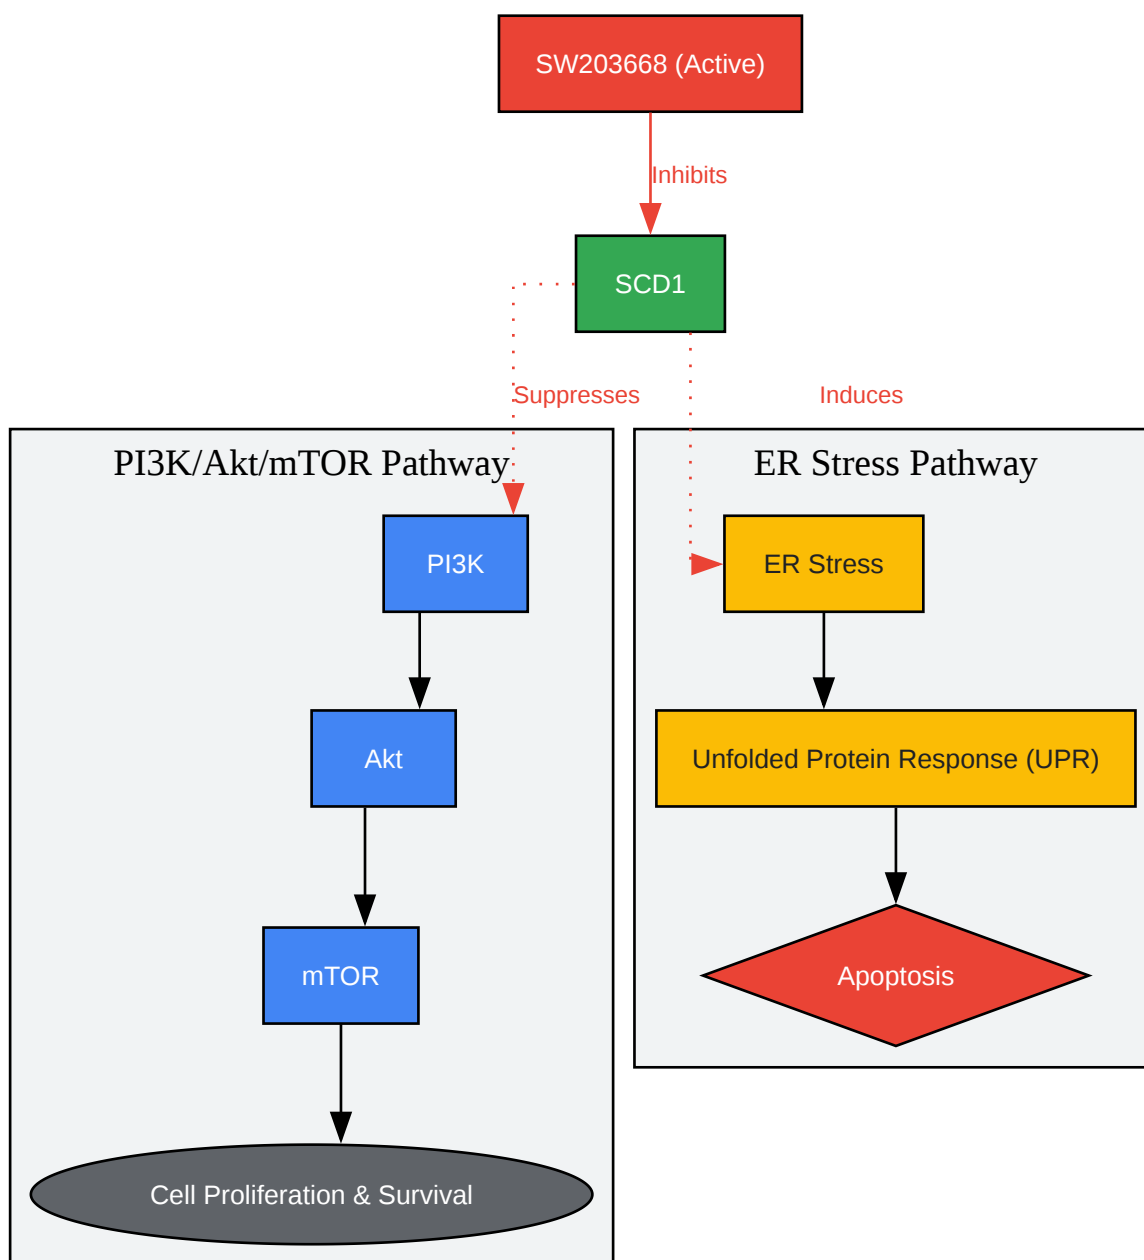 SW203668 (Active)
Inhibits
SCD1
Suppresses
Induces
PI3K/Akt/mTOR Pathway
ER Stress Pathway
PI3K
ER Stress
Akt
Unfolded Protein Response (UPR)
mTOR
Apoptosis
Cell Proliferation & Survival